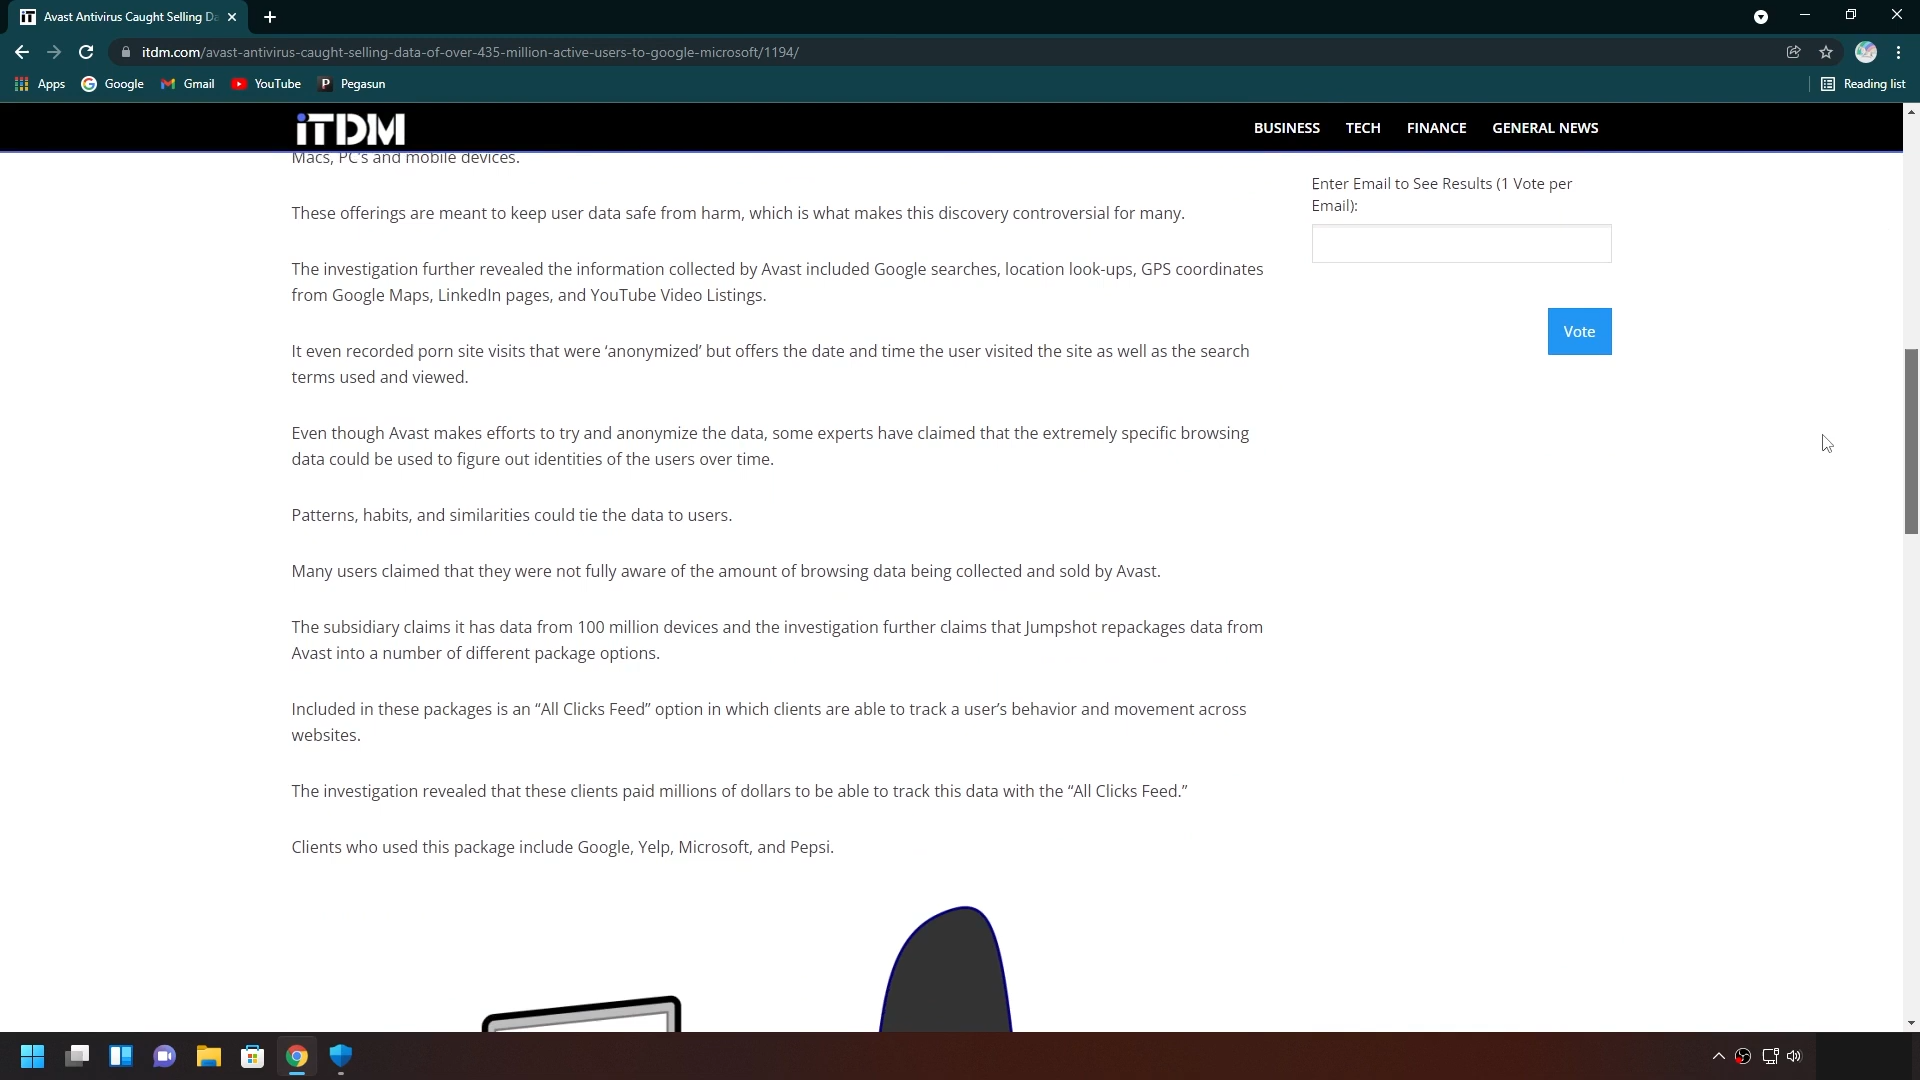 Avast Antivirus Caught Selling Da
itdm.com/avast-antivirus-caught-selling-data-of-over-435-million-active-users-to-google-microsoft/1194/
Apps Google Gmail YouTube Pegasun Reading list
iTDM BUSINESS TECH FINANCE GENERAL NEWS
Macs, PC's and mobile devices.
These offerings are meant to keep user data safe from harm, which is what makes this discovery controversial for many.
The investigation further revealed the information collected by Avast included Google searches, location look-ups, GPS coordinates
from Google Maps, LinkedIn pages, and YouTube Video Listings.
It even recorded porn site visits that were ‘anonymized’ but offers the date and time the user visited the site as well as the search
terms used and viewed.
Even though Avast makes efforts to try and anonymize the data, some experts have claimed that the extremely specific browsing
data could be used to figure out identities of the users over time.
Patterns, habits, and similarities could tie the data to users.
Many users claimed that they were not fully aware of the amount of browsing data being collected and sold by Avast.
The subsidiary claims it has data from 100 million devices and the investigation further claims that Jumpshot repackages data from
Avast into a number of different package options.
Included in these packages is an “All Clicks Feed” option in which clients are able to track a user’s behavior and movement across
websites.
The investigation revealed that these clients paid millions of dollars to be able to track this data with the “All Clicks Feed.”
Clients who used this package include Google, Yelp, Microsoft, and Pepsi.
Enter Email to See Results (1 Vote per
Email):
Vote